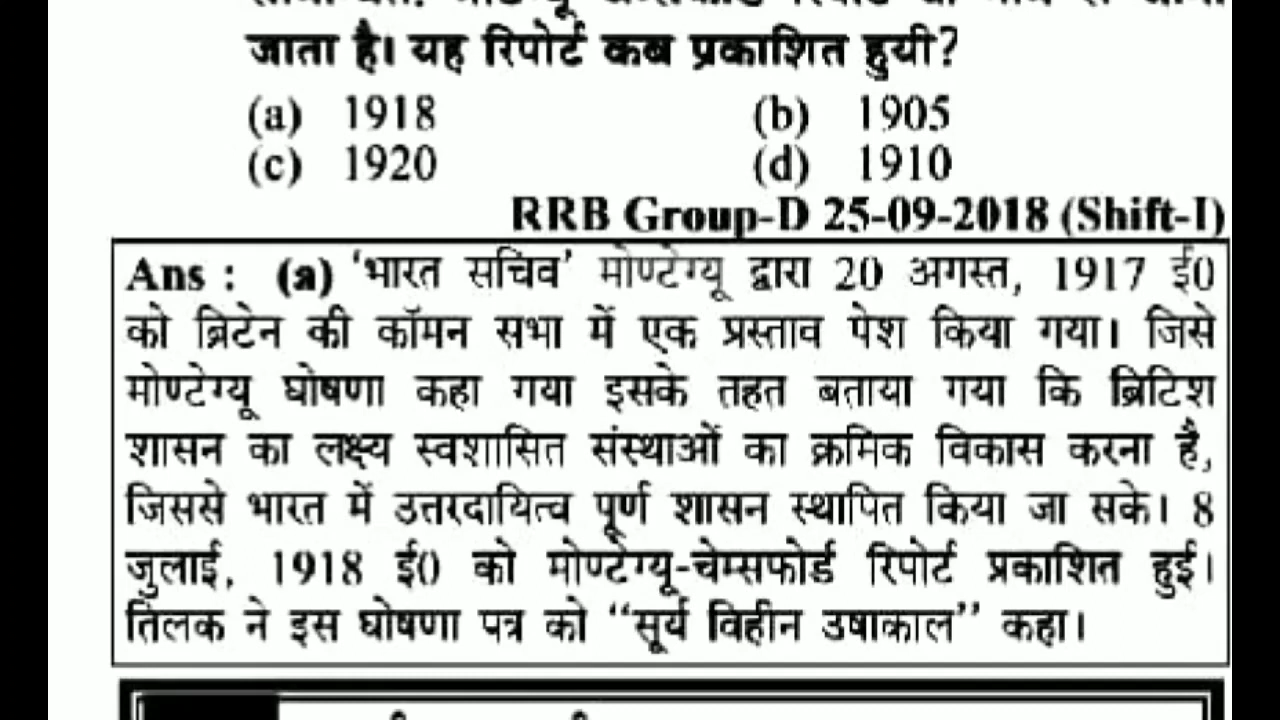 जाता है। यह रिपोर्ट कब प्रकाशित हुयी?
(a) 1918 (b) 1905
(c) 1920 (d) 1910
RRB Group-D 25-09-2018 (Shift-I)
Ans : (a) ‘भारत सचिव’ मोण्टेग्यू द्वारा 20 अगस्त, 1917 ई0
को ब्रिटेन की कॉमन सभा में एक प्रस्ताव पेश किया गया। जिसे
मोण्टेग्यू घोषणा कहा गया इसके तहत बताया गया कि ब्रिटिश
शासन का लक्ष्य स्वशासित संस्थाओं का क्रमिक विकास करना है,
जिससे भारत में उत्तरदायित्व पूर्ण शासन स्थापित किया जा सके। 8
जुलाई, 1918 ई0 को मोण्टेग्यू-चेम्सफोर्ड रिपोर्ट प्रकाशित हुई।
तिलक ने इस घोषणा पत्र को ‘‘सूर्य विहीन उषाकाल’’ कहा।